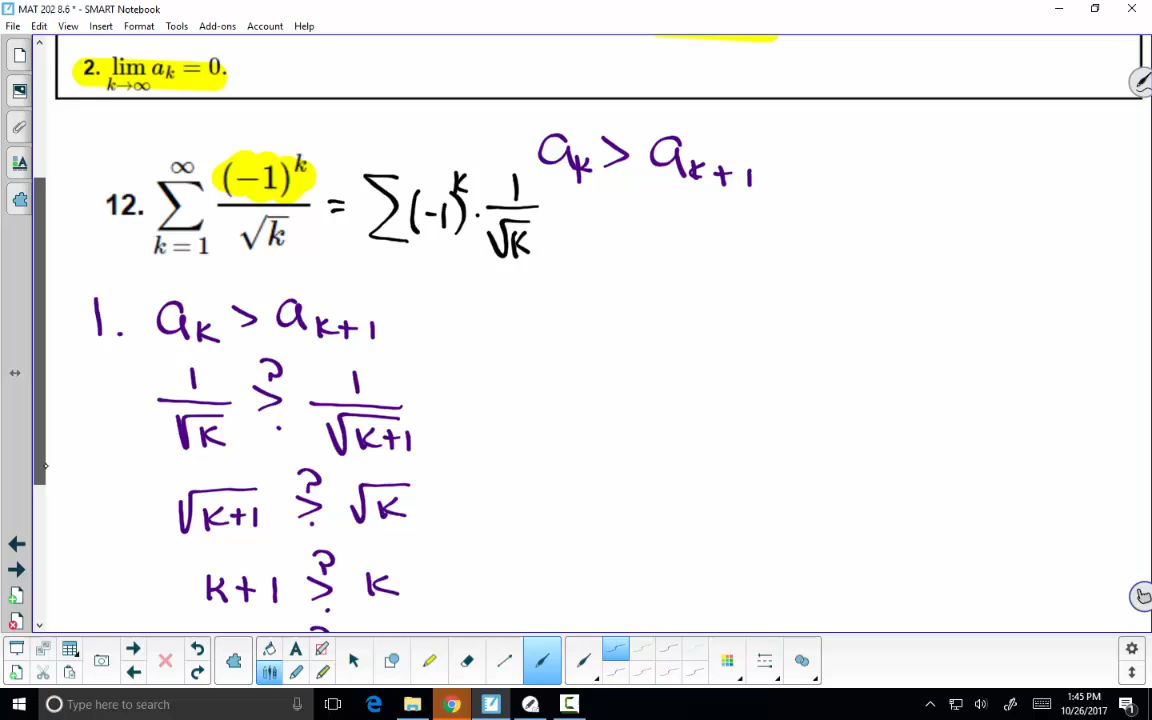 MAT 202 8.6 * - SMART Notebook
File Edit View Insert Format Tools Add-ons Account Help
2. lim k→∞ a_k = 0.
12. ∑_{k=1}^{∞} (−1)^k / √k = ∑ (-1)^k · 1/√k
a_k > a_{k+1}
1. a_k > a_{k+1}
1/√k ?> 1/√(k+1)
√(k+1) ?> √k
k+1 ?> k
?
Type here to search
1:45 PM
10/26/2017
1